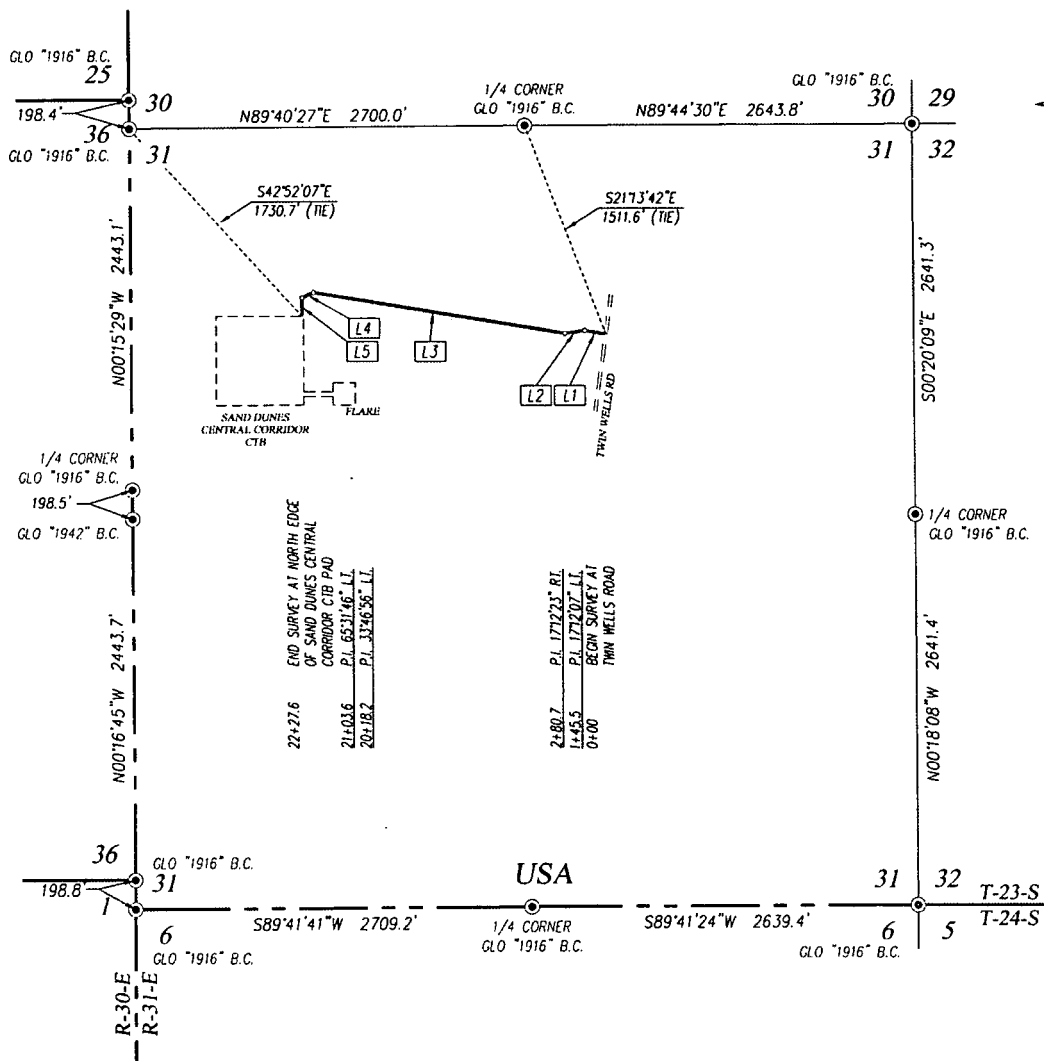 GLO "1916" B.C.
25
30
198.4'
36
GLO "1916" B.C.
31
N89°40'27"E 2700.0'
1/4 CORNER
GLO "1916" B.C.
N89°44'30"E 2643.8'
GLO "1916" B.C.
30
29
31
32
S42°52'07"E
1730.7' (TIE)
S21°13'42"E
1511.6' (TIE)
N00°15'29"W 2443.1'
S00°20'09"E 2641.3'
L4
L5
L3
L2
L1
SAND DUNES
CENTRAL CORRIDOR
CTB
FLARE
TWIN WELLS RD
1/4 CORNER
GLO "1916" B.C.
198.5'
GLO "1942" B.C.
1/4 CORNER
GLO "1916" B.C.
22+27.6 END SURVEY AT NORTH EDGE
OF SAND DUNES CENTRAL
CORRIDOR CTB PAD
21+03.6 P.I. 65°31'46" LT.
20+18.2 P.I. 33°46'56" LT.
2+80.7 P.I. 17°12'23" RT.
1+45.5 P.I. 17°12'07" LT.
0+00 BEGIN SURVEY AT
TWIN WELLS ROAD
N00°16'45"W 2443.7'
N00°18'08"W 2641.4'
36
GLO "1916" B.C.
31
198.8'
1
6
GLO "1916" B.C.
S89°41'41"W 2709.2'
USA
1/4 CORNER
GLO "1916" B.C.
S89°41'24"W 2639.4'
31
32
T-23-S
T-24-S
6
5
GLO "1916" B.C.
R-30-E
R-31-E